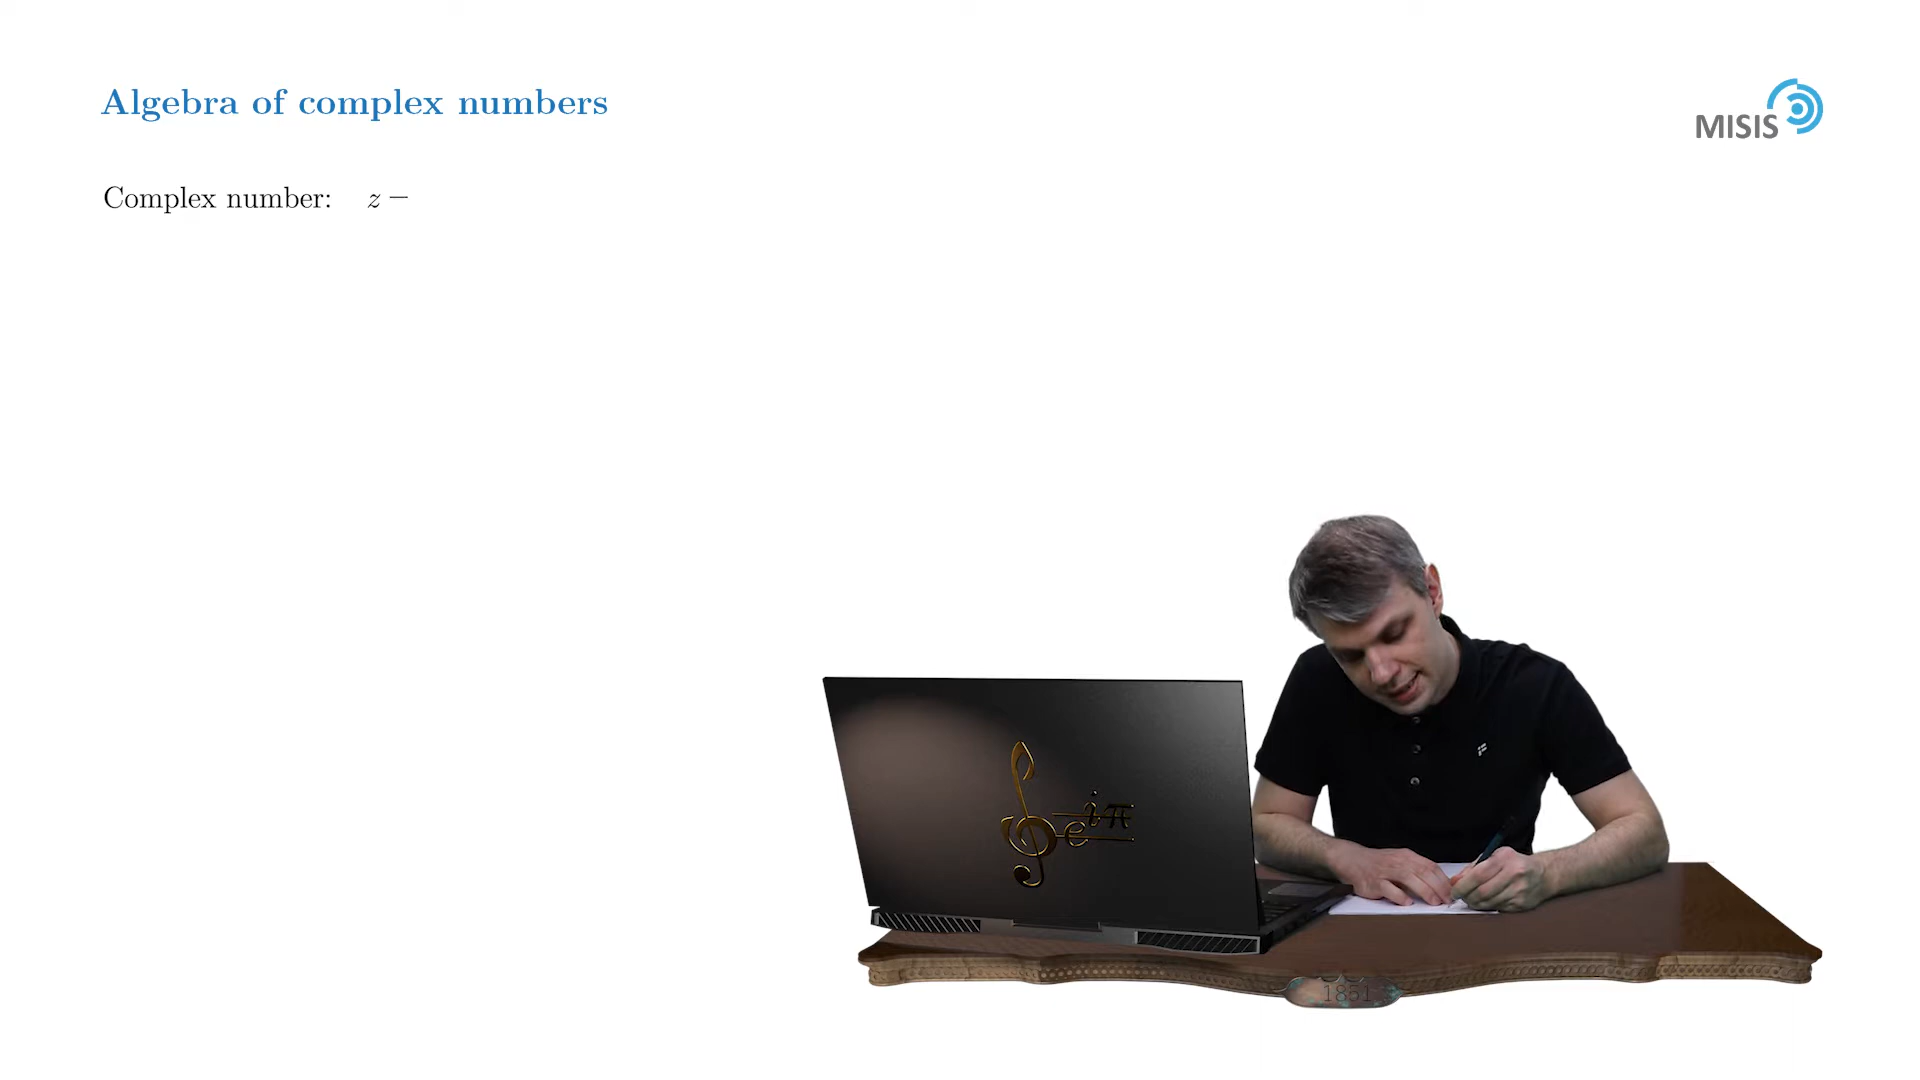 Algebra of complex numbers
MISIS
Complex number: z −
e^{iπ}
1851